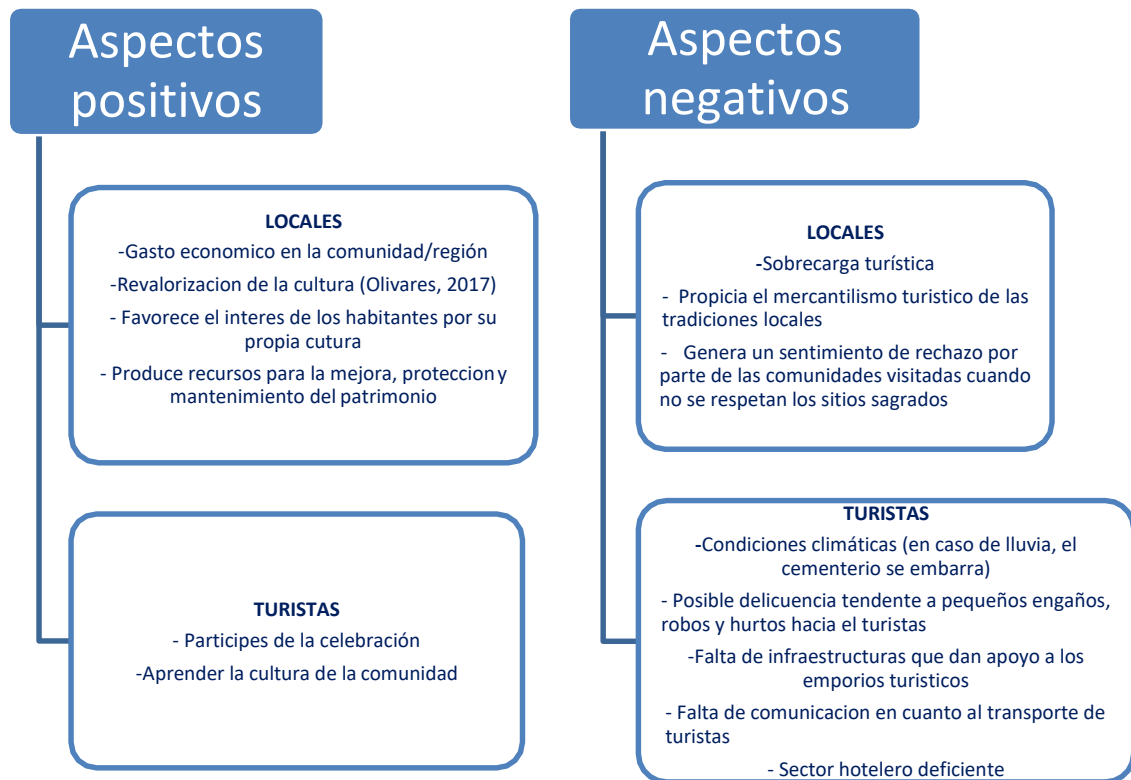 Aspectos
positivos
LOCALES
-Gasto economico en la comunidad/región
-Revalorizacion de la cultura (Olivares, 2017)
- Favorece el interes de los habitantes por su
propia cutura
- Produce recursos para la mejora, proteccion y
mantenimiento del patrimonio
TURISTAS
- Participes de la celebración
-Aprender la cultura de la comunidad
Aspectos
negativos
LOCALES
-Sobrecarga turística
- Propicia el mercantilismo turistico de las
tradiciones locales
- Genera un sentimiento de rechazo por
parte de las comunidades visitadas cuando
no se respetan los sitios sagrados
TURISTAS
-Condiciones climáticas (en caso de lluvia, el
cementerio se embarra)
- Posible delicuencia tendente a pequeños engaños,
robos y hurtos hacia el turistas
-Falta de infraestructuras que dan apoyo a los
emporios turisticos
- Falta de comunicacion en cuanto al transporte de
turistas
- Sector hotelero deficiente